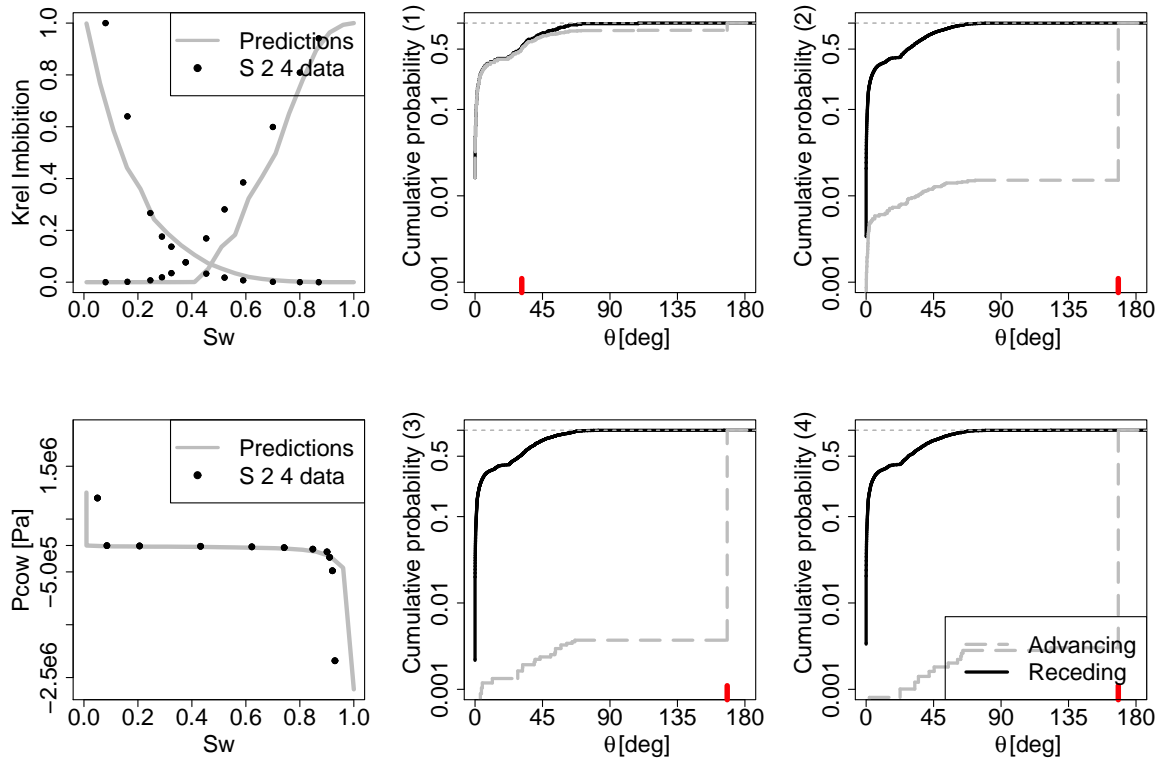 Krel Imbibition
0.0 0.2 0.4 0.6 0.8 1.0
Predictions
S 2 4 data
0.0 0.2 0.4 0.6 0.8 1.0
Sw
Cumulative probability (1)
0.001 0.01 0.1 0.5
0 45 90 135 180
θ[deg]
Cumulative probability (2)
0.001 0.01 0.1 0.5
0 45 90 135 180
θ[deg]
Pcow [Pa]
−2.5e6 −5.0e5 1.5e6
Predictions
S 2 4 data
0.0 0.2 0.4 0.6 0.8 1.0
Sw
Cumulative probability (3)
0.001 0.01 0.1 0.5
0 45 90 135 180
θ[deg]
Cumulative probability (4)
0.001 0.01 0.1 0.5
Advancing
Receding
0 45 90 135 180
θ[deg]